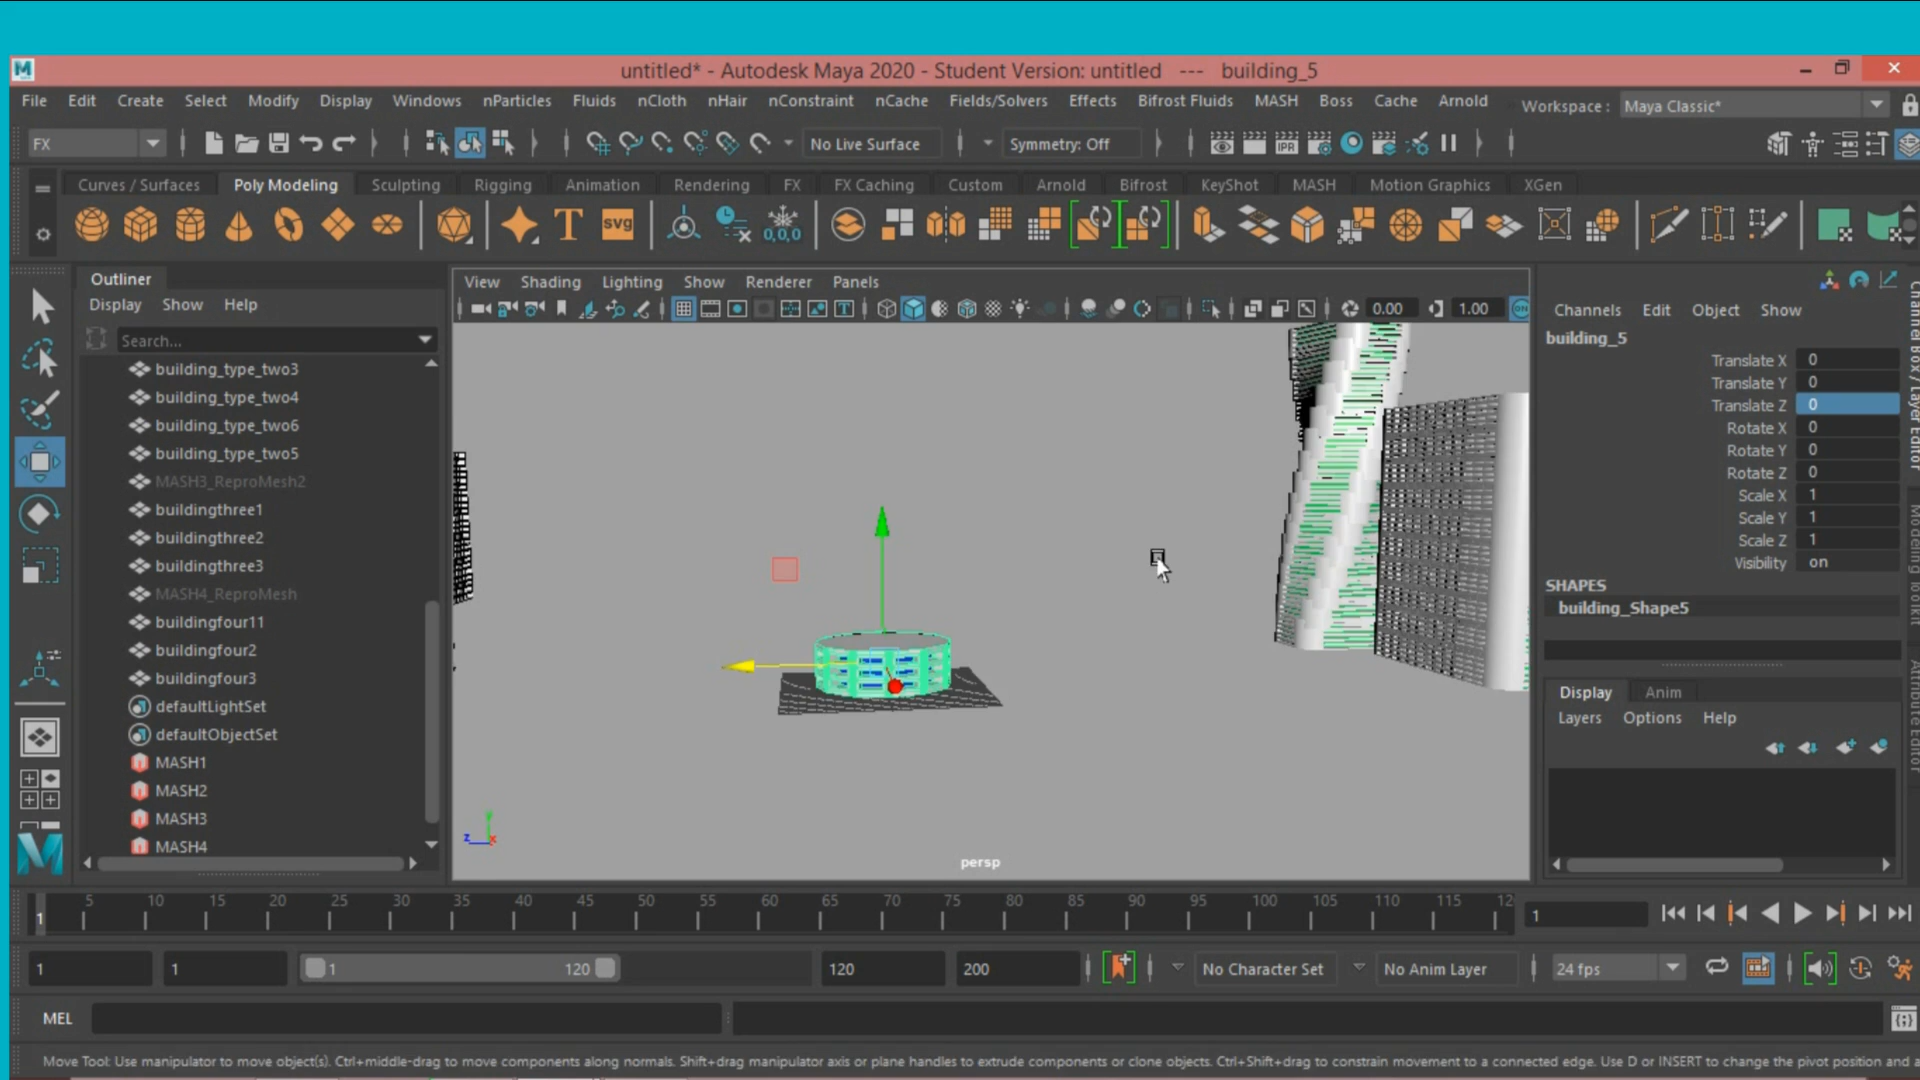 untitled* - Autodesk Maya 2020 - Student Version: untitled --- building_5
File Edit Create Select Modify Display Windows nParticles Fluids nCloth nHair nConstraint nCache Fields/Solvers Effects Bifrost Fluids MASH Boss Cache Arnold Workspace : Maya Classic*
FX No Live Surface Symmetry: Off IPR
Curves / Surfaces Poly Modeling Sculpting Rigging Animation Rendering FX FX Caching Custom Arnold Bifrost KeyShot MASH Motion Graphics XGen
T svg 0,0,0
Outliner
Display Show Help
Search...
building_type_two3
building_type_two4
building_type_two6
building_type_two5
MASH3_ReproMesh2
buildingthree1
buildingthree2
buildingthree3
MASH4_ReproMesh
buildingfour11
buildingfour2
buildingfour3
defaultLightSet
defaultObjectSet
MASH1
MASH2
MASH3
MASH4
View Shading Lighting Show Renderer Panels
0.00 1.00 ON
persp
Channels Edit Object Show
building_5
Translate X 0
Translate Y 0
Translate Z 0
Rotate X 0
Rotate Y 0
Rotate Z 0
Scale X 1
Scale Y 1
Scale Z 1
Visibility on
SHAPES
building_Shape5
Display Anim
Layers Options Help
Channel Box / Layer Editor
Modeling Toolkit
Attribute Editor
1 5 10 15 20 25 30 35 40 45 50 55 60 65 70 75 80 85 90 95 100 105 110 115 12 1
1 1 1 120 120 200 No Character Set No Anim Layer 24 fps
MEL
Move Tool: Use manipulator to move object(s). Ctrl+middle-drag to move components along normals. Shift+drag manipulator axis or plane handles to extrude components or clone objects. Ctrl+Shift+drag to constrain movement to a connected edge. Use D or INSERT to change the pivot position and a